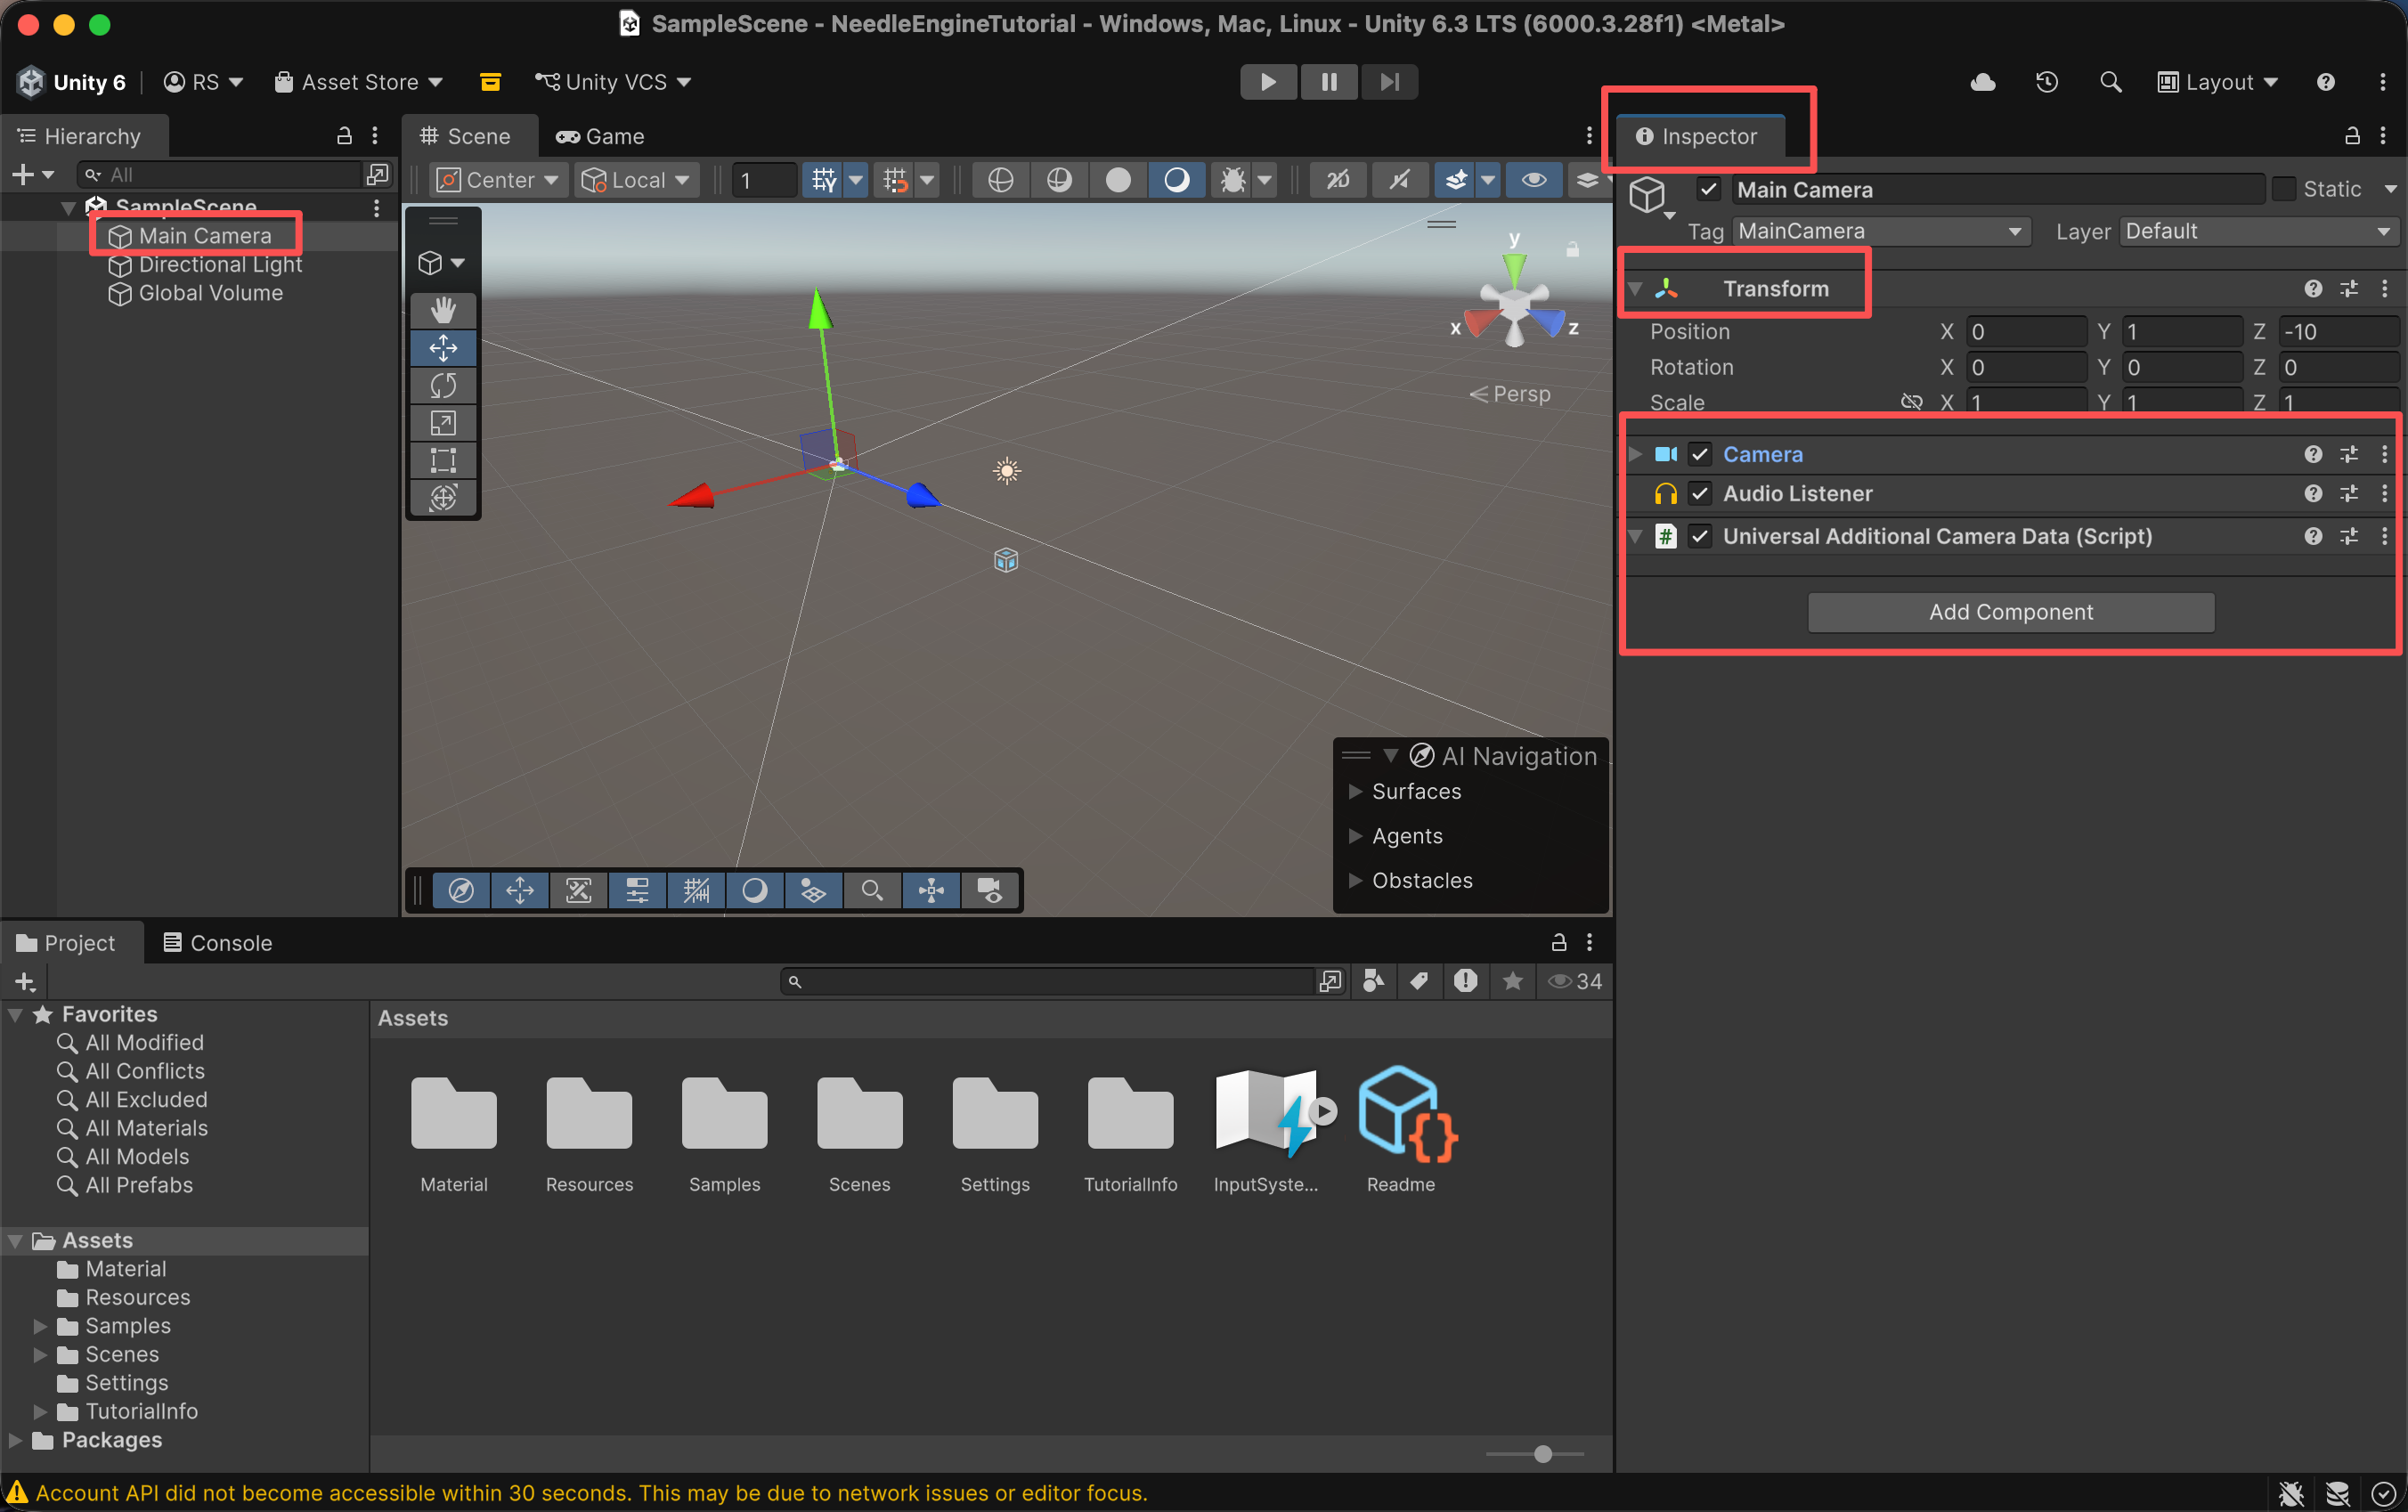 SampleScene - NeedleEngineTutorial - Windows, Mac, Linux - Unity 6.3 LTS (6000.3.28f1) <Metal>
Unity 6
RS
Asset Store
Unity VCS
Layout
Hierarchy
All
SampleScene
Main Camera
Directional Light
Global Volume
Scene
Game
Center
Local
1
2D
y
x
z
Persp
AI Navigation
Surfaces
Agents
Obstacles
Inspector
Main Camera
Static
Tag
MainCamera
Layer
Default
Transform
Position X 0 Y 1 Z -10
Rotation X 0 Y 0 Z 0
Scale X 1 Y 1 Z 1
Camera
Audio Listener
# Universal Additional Camera Data (Script)
Add Component
Project
Console
34
Favorites
All Modified
All Conflicts
All Excluded
All Materials
All Models
All Prefabs
Assets
Material
Resources
Samples
Scenes
Settings
TutorialInfo
Packages
Assets
Material
Resources
Samples
Scenes
Settings
TutorialInfo
InputSyste...
Readme
Account API did not become accessible within 30 seconds. This may be due to network issues or editor focus.